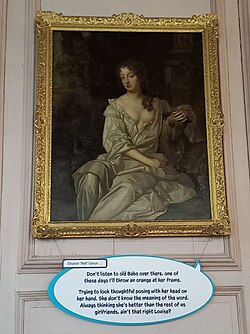 Eleanor 'Nell' Gwyn.....
Don't listen to old Babs over there, one of
these days I'll throw an orange at her frame.
Trying to look thoughtful posing with her head on
her hand. She don't know the meaning of the word.
Always thinking she's better than the rest of us
girlfriends, ain't that right Louise?